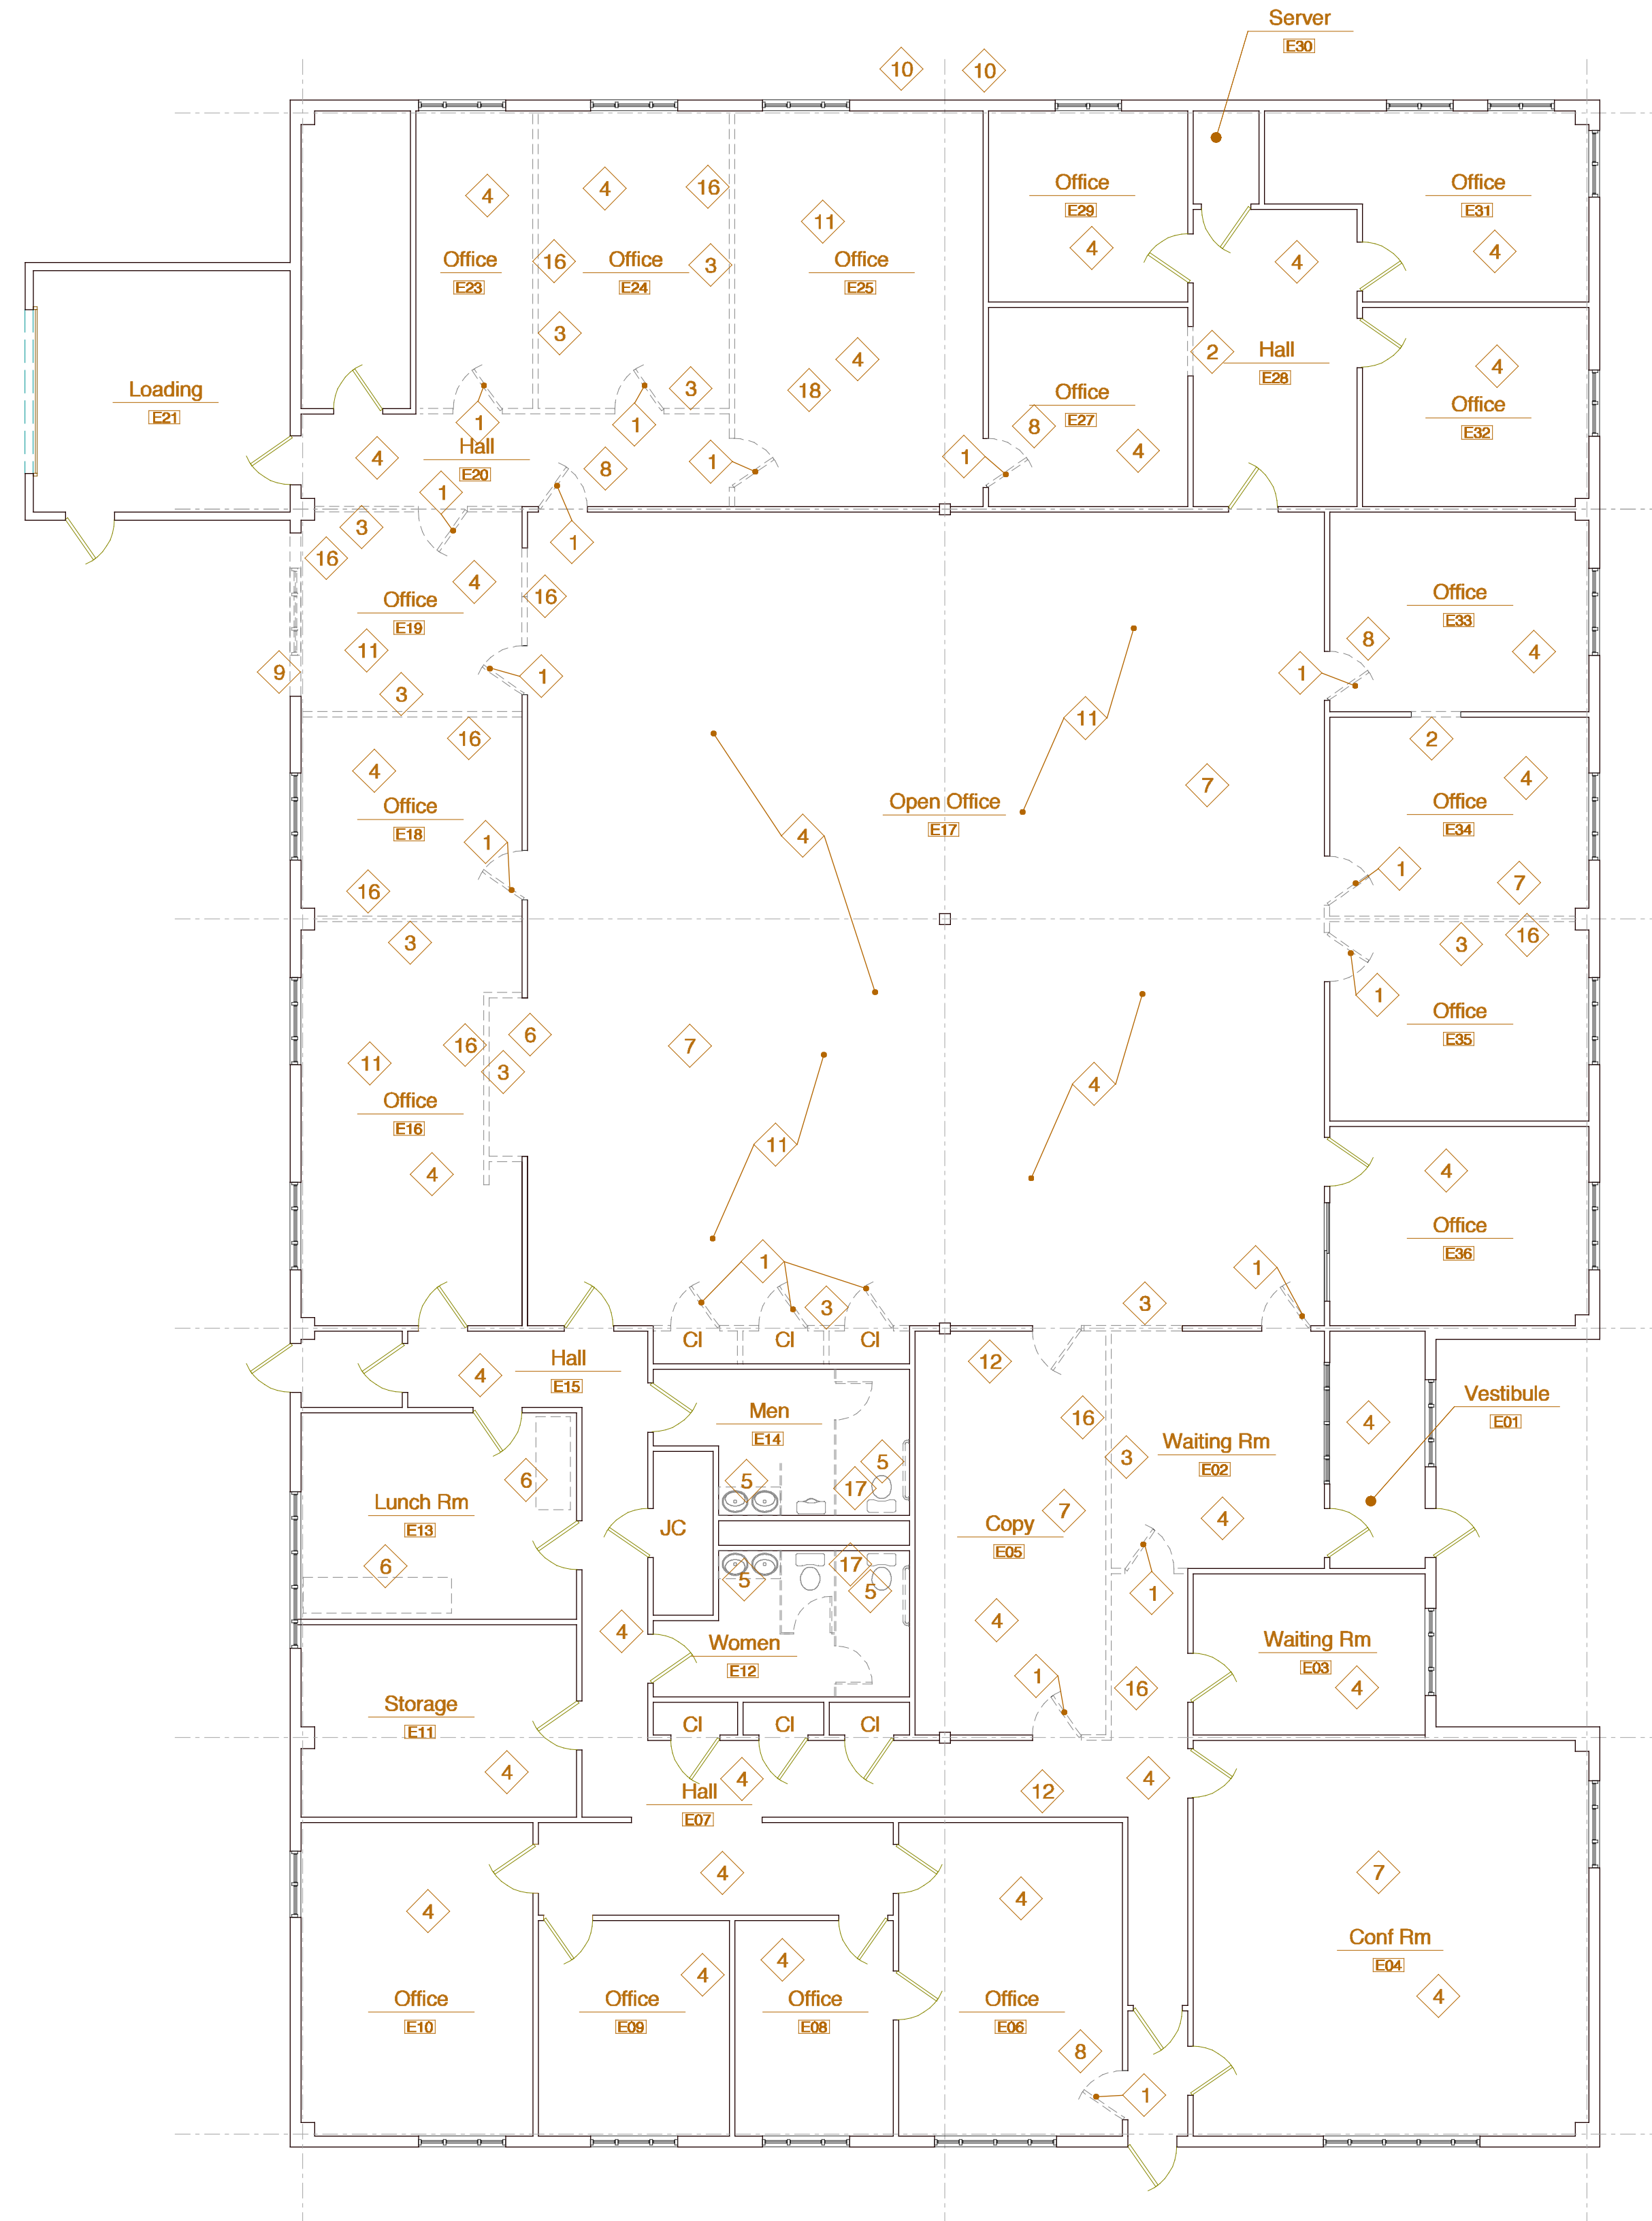 Server
E30
10
10
4
4
16
11
Office
E29
4
Office
E31
4
4
Office
E23
16
Office
E24
3
Office
E25
3
4
18
3
2
Hall
E28
4
Office
E32
Loading
E21
1
1
Office
E27
8
4
Hall
E20
4
8
1
1
1
3
1
16
4
16
Office
E19
11
9
3
1
Office
E33
8
4
1
16
4
Office
E18
1
16
3
11
4
Open Office
E17
7
2
4
Office
E34
1
7
16
3
1
Office
E35
16
6
3
11
Office
E16
4
7
4
11
4
Office
E36
1
3
1
3
Cl
Cl
Cl
Hall
E15
4
12
16
3
Waiting Rm
E02
4
4
Vestibule
E01
Men
E14
5
5
17
6
Lunch Rm
E13
6
JC
7
Copy
E05
4
1
5
17
5
4
Women
E12
Waiting Rm
E03
4
1
16
Storage
E11
4
Cl
Cl
Cl
4
Hall
E07
12
4
4
4
4
7
Conf Rm
E04
4
4
4
Office
E10
Office
E09
Office
E08
Office
E06
8
1